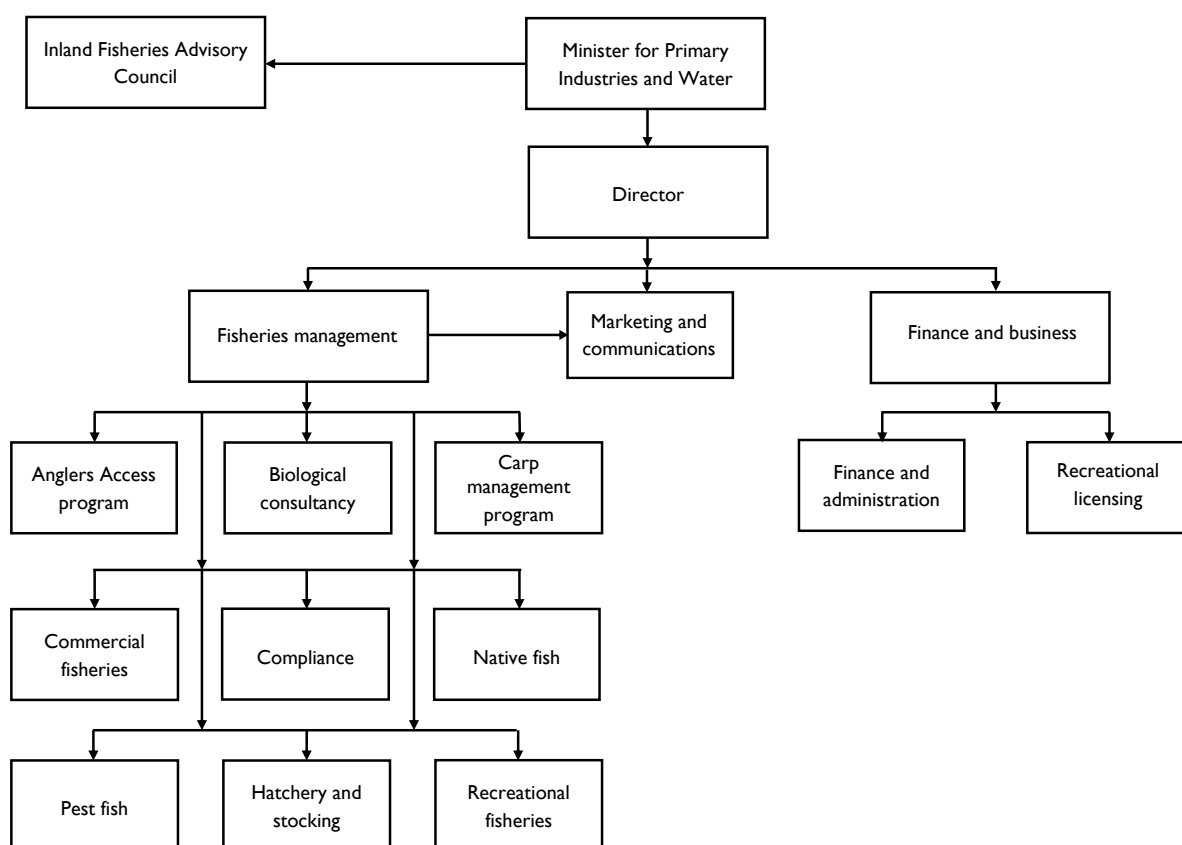 Inland Fisheries Advisory
Council
Minister for Primary
Industries and Water
Director
Fisheries management
Marketing and
communications
Finance and business
Anglers Access
program
Biological
consultancy
Carp
management
program
Finance and
administration
Recreational
licensing
Commercial
fisheries
Compliance
Native fish
Pest fish
Hatchery and
stocking
Recreational
fisheries